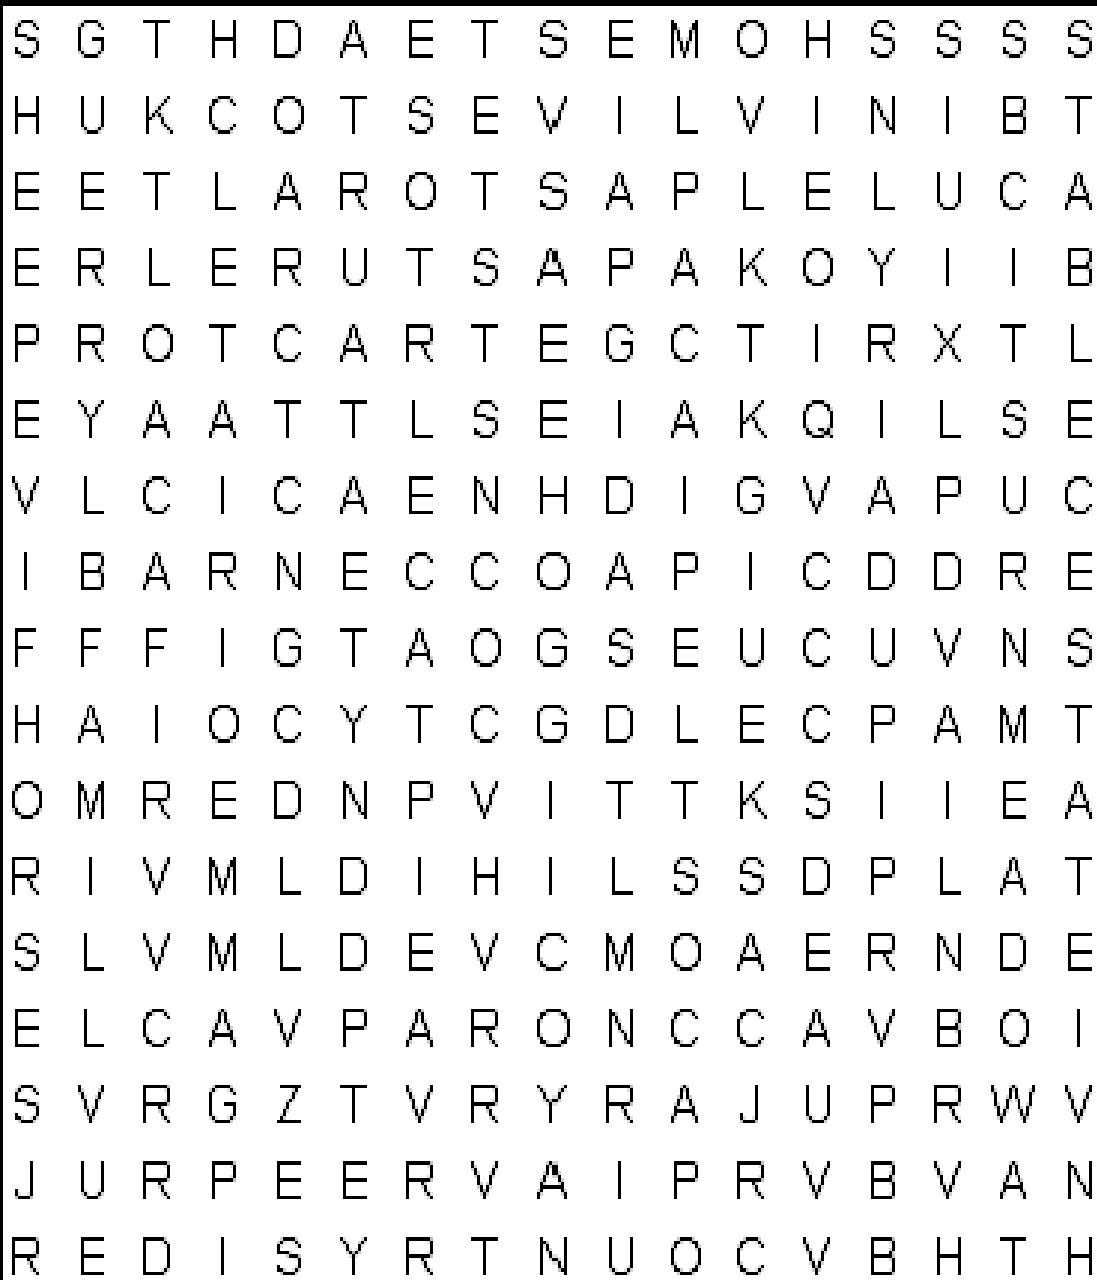 S G T H D A E T S E M O H S S S S
H U K C O T S E V I L V I N I B T
E E T L A R O T S A P L E L U C A
E R L E R U T S A P A K O Y I I B
P R O T C A R T E G C T I R X T L
E Y A A T T L S E I A K Q I L S E
V L C I C A E N H D I G V A P U C
I B A R N E C C O A P I C D D R E
F F F I G T A O G S E U C U V N S
H A I O C Y T C G D L E C P A M T
O M R E D N P V I T T K S I I E A
R I V M L D I H I L S S D P L A T
S L V M L D E V C M O A E R N D E
E L C A V P A R O N C C A V B O I
S V R G Z T V R Y R A J U P R W V
J U R P E E R V A I P R V B V A N
R E D I S Y R T N U O C V B H T H